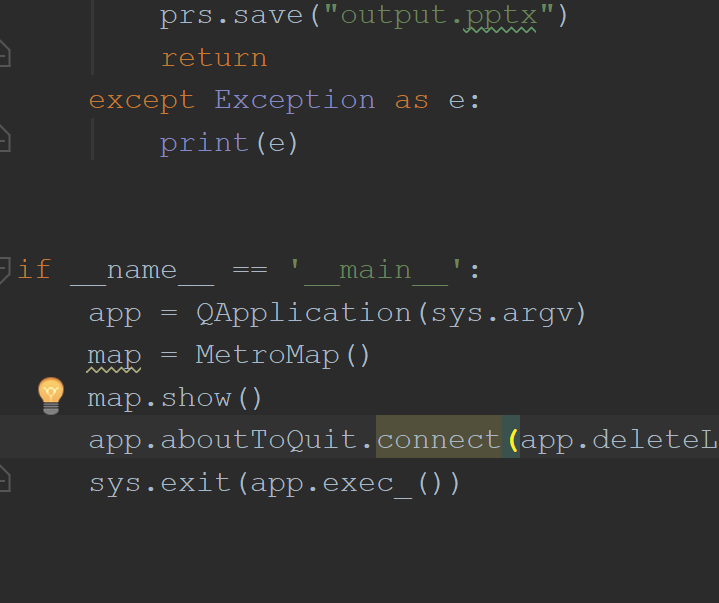 prs.save("output.pptx")
return
except Exception as e:
print(e)
if __name__ == '__main__':
app = QApplication(sys.argv)
map = MetroMap()
map.show()
app.aboutToQuit.connect(app.deleteL
sys.exit(app.exec_())